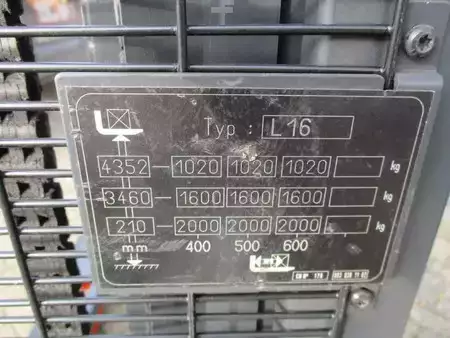 Typ : L16
4352 1020 1020 1020 kg
3460 1600 1600 1600 kg
210 2000 2000 2000 kg
mm 400 500 600